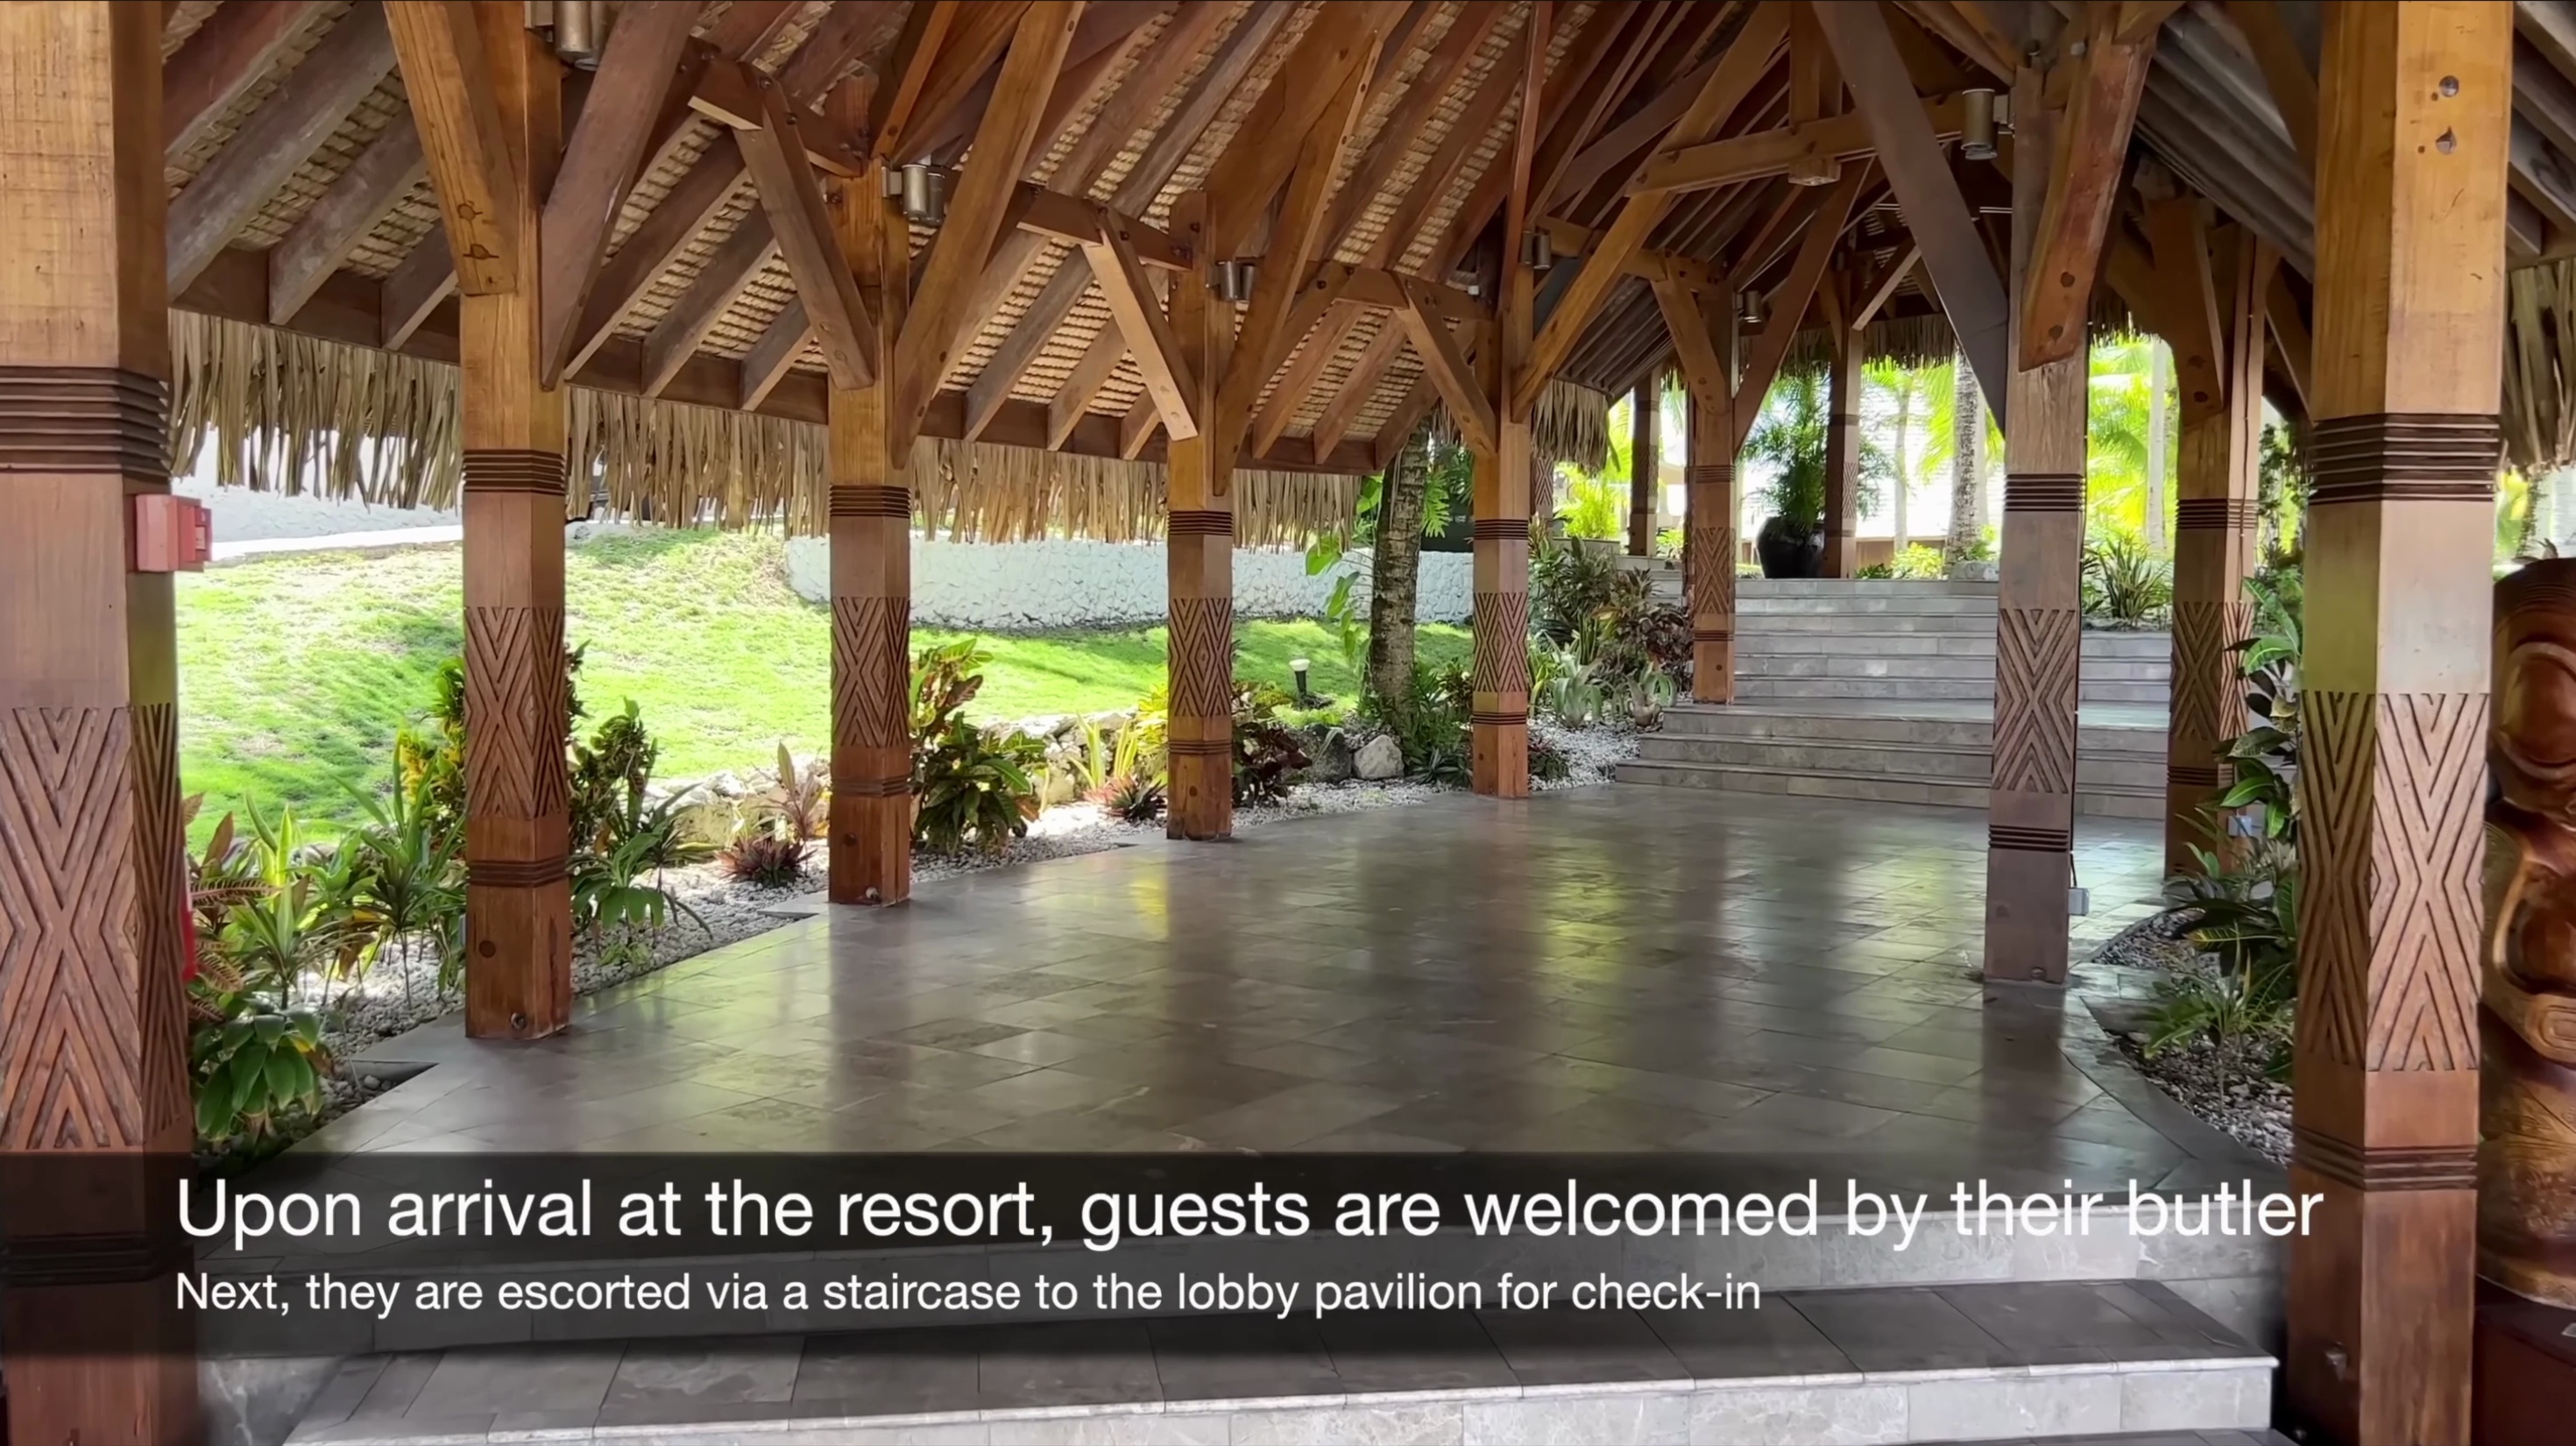 Upon arrival at the resort, guests are welcomed by their butler
Next, they are escorted via a staircase to the lobby pavilion for check-in